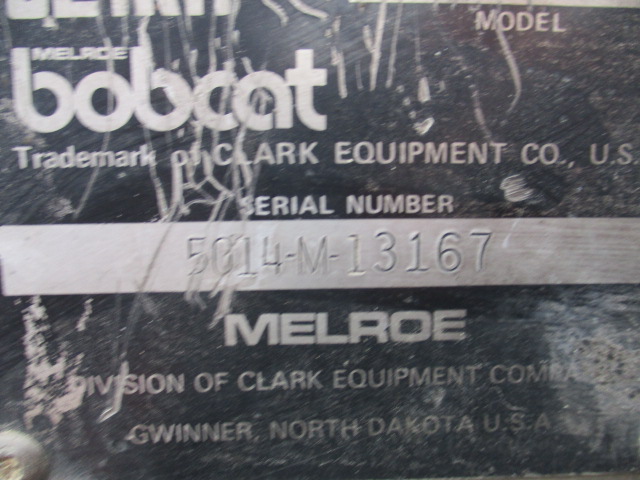 CLARK
MODEL
MELROE
bobcat
Trademark of CLARK EQUIPMENT CO., U.S.
SERIAL NUMBER
5014-M-13167
MELROE
DIVISION OF CLARK EQUIPMENT COMPA
GWINNER, NORTH DAKOTA U.S.A.